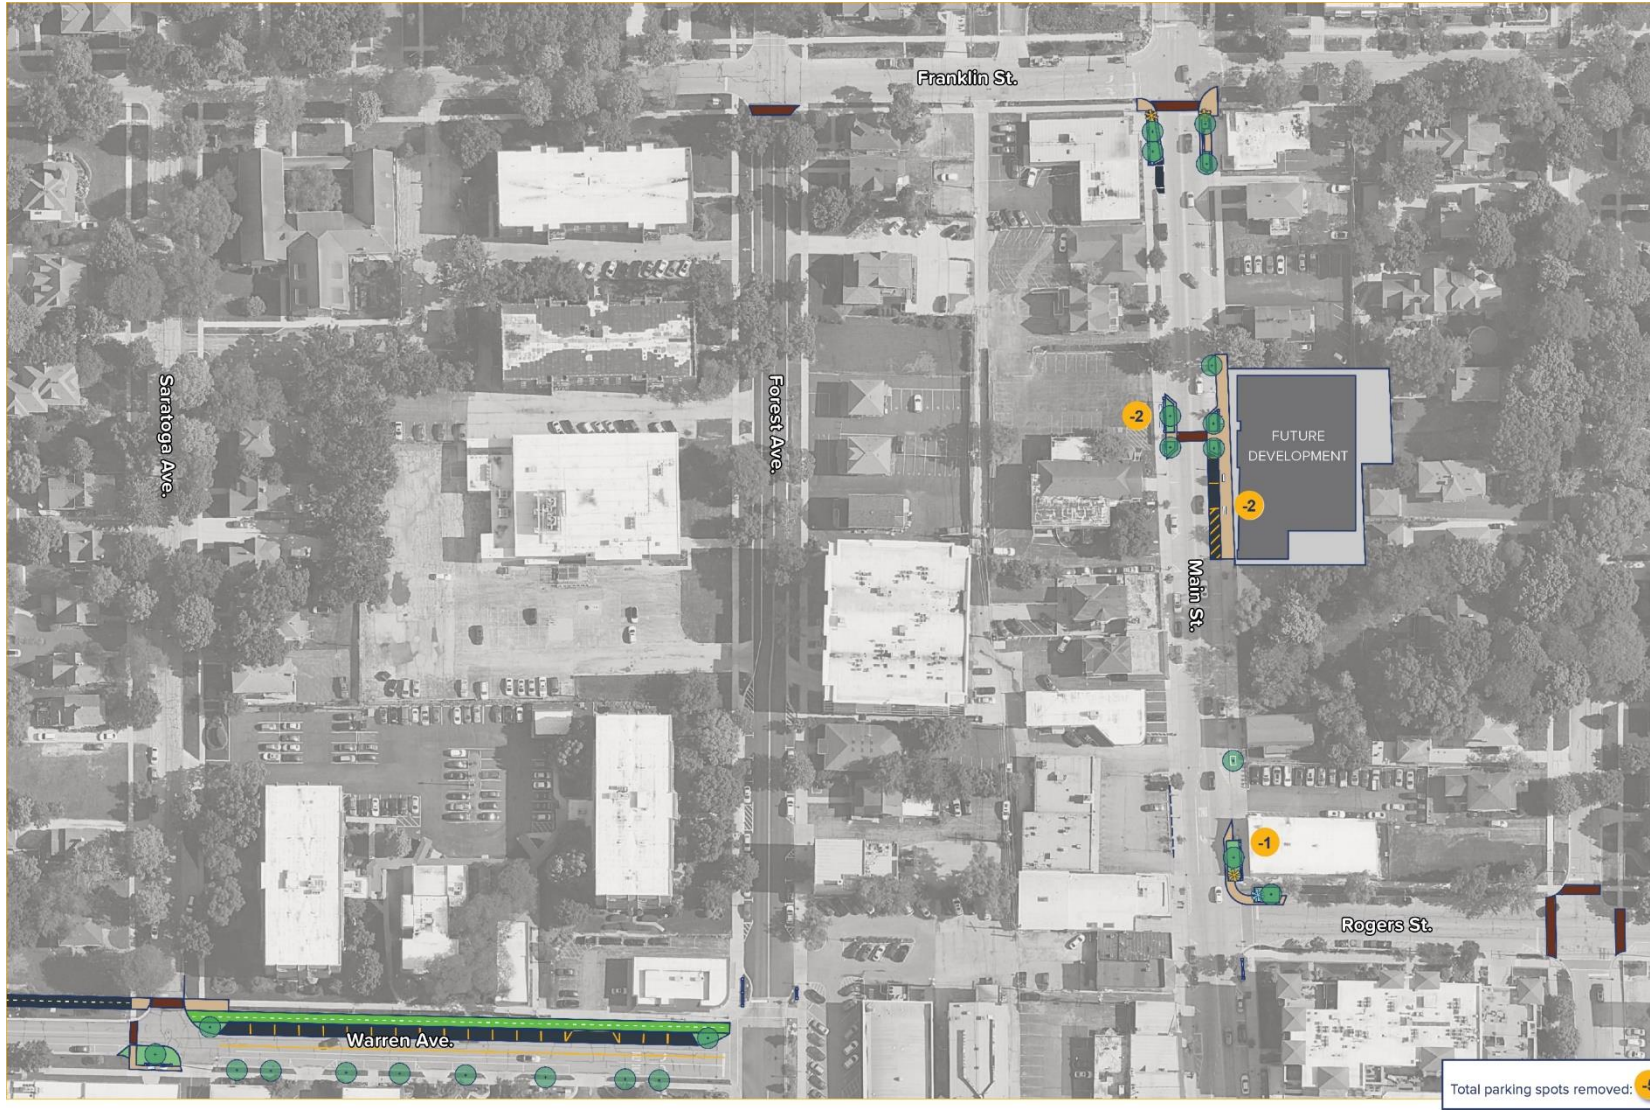 Franklin St.
Saratoga Ave.
Forest Ave.
-2
FUTURE
DEVELOPMENT
-2
Main St.
-1
Rogers St.
Warren Ave.
Total parking spots removed: